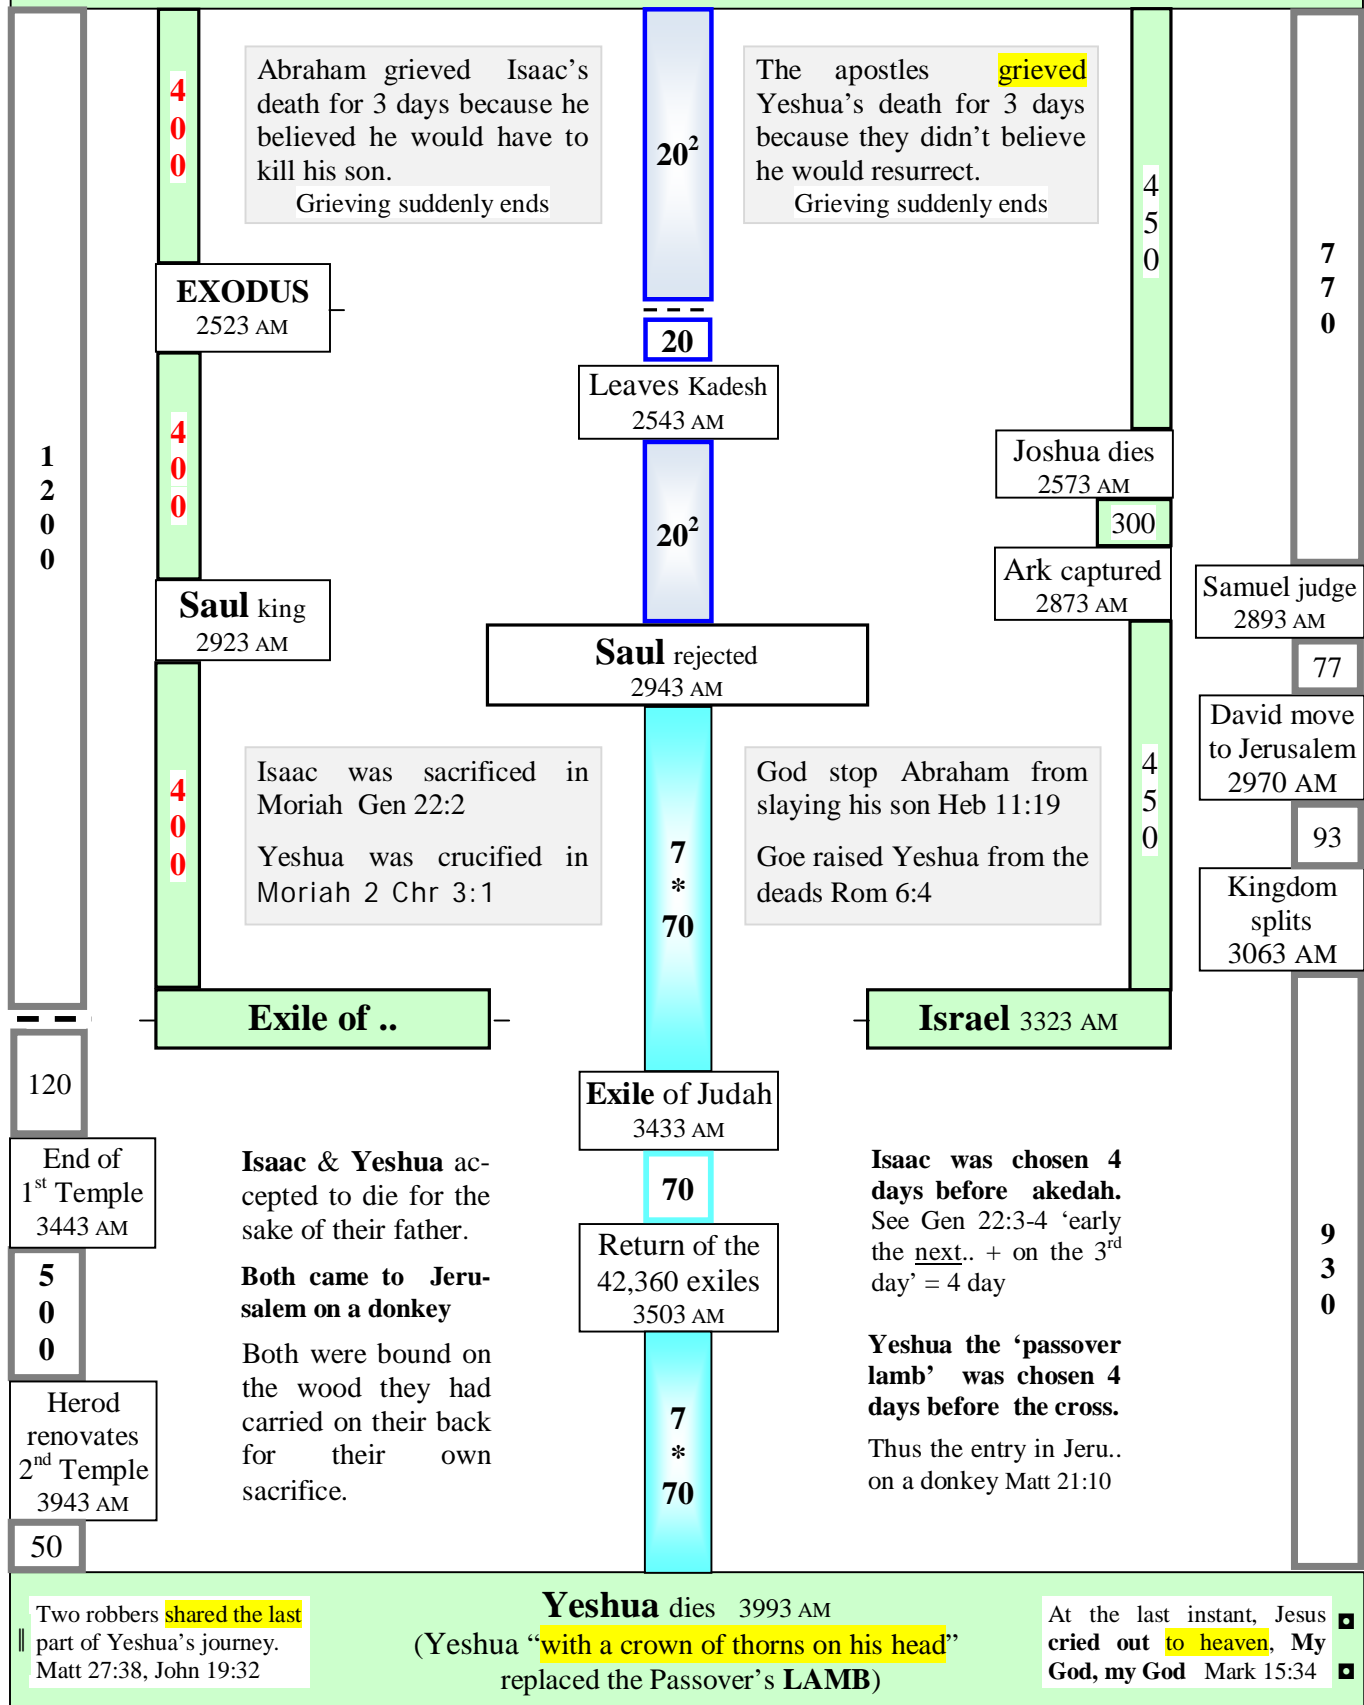 Abraham grieved Isaac's
death for 3 days because he
believed he would have to
kill his son.
Grieving suddenly ends
The apostles grieved
Yeshua's death for 3 days
because they didn't believe
he would resurrect.
Grieving suddenly ends
400
20²
450
770
EXODUS
2523 AM
20
Leaves Kadesh
2543 AM
1200
400
20²
Joshua dies
2573 AM
300
Ark captured
2873 AM
Samuel judge
2893 AM
Saul king
2923 AM
Saul rejected
2943 AM
77
David move
to Jerusalem
2970 AM
400
Isaac was sacrificed in
Moriah Gen 22:2
Yeshua was crucified in
Moriah 2 Chr 3:1
7
*
70
God stop Abraham from
slaying his son Heb 11:19
Goe raised Yeshua from the
deads Rom 6:4
450
93
Kingdom
splits
3063 AM
Exile of ..
Israel 3323 AM
120
Exile of Judah
3433 AM
End of
1st Temple
3443 AM
Isaac & Yeshua ac-
cepted to die for the
sake of their father.
Both came to Jeru-
salem on a donkey
Both were bound on
the wood they had
carried on their back
for their own
sacrifice.
70
Return of the
42,360 exiles
3503 AM
Isaac was chosen 4
days before akedah.
See Gen 22:3-4 ‘early
the next.. + on the 3rd
day’ = 4 day
Yeshua the ‘passover
lamb’ was chosen 4
days before the cross.
Thus the entry in Jeru..
on a donkey Matt 21:10
930
500
Herod
renovates
2nd Temple
3943 AM
50
7
*
70
Two robbers shared the last
part of Yeshua's journey.
Matt 27:38, John 19:32
Yeshua dies 3993 AM
(Yeshua “with a crown of thorns on his head”
replaced the Passover's LAMB)
At the last instant, Jesus
cried out to heaven, My
God, my God Mark 15:34